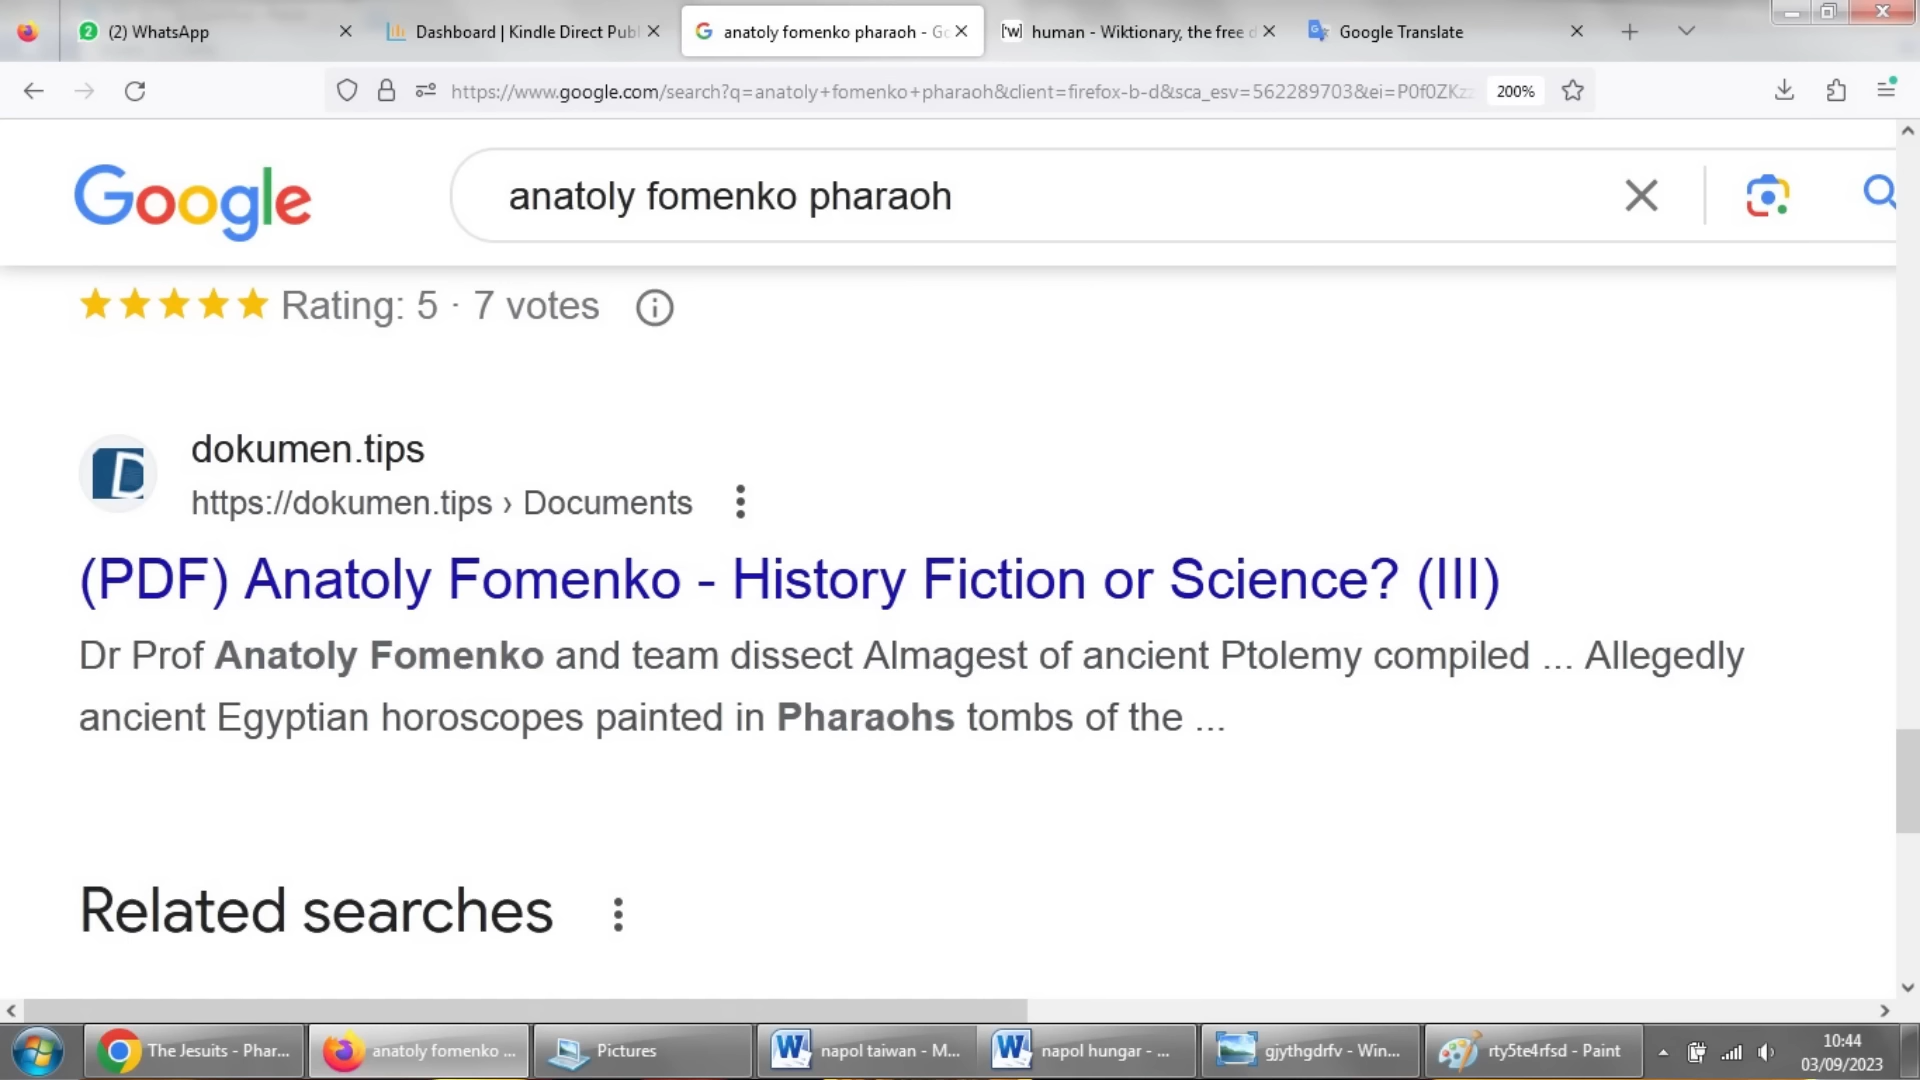 (2) WhatsApp
Dashboard | Kindle Direct Publ
anatoly fomenko pharaoh - Go
human - Wiktionary, the free d
Google Translate
https://www.google.com/search?q=anatoly+fomenko+pharaoh&client=firefox-b-d&sca_esv=562289703&ei=P0f0ZKzz
200%
Google
anatoly fomenko pharaoh
Rating: 5 · 7 votes
dokumen.tips
https://dokumen.tips › Documents
(PDF) Anatoly Fomenko - History Fiction or Science? (III)
Dr Prof Anatoly Fomenko and team dissect Almagest of ancient Ptolemy compiled ... Allegedly
ancient Egyptian horoscopes painted in Pharaohs tombs of the ...
Related searches
The Jesuits - Phar...
anatoly fomenko ...
Pictures
napol taiwan - M...
napol hungar - ...
gjythgdrfv - Win...
rty5te4rfsd - Paint
10:44
03/09/2023